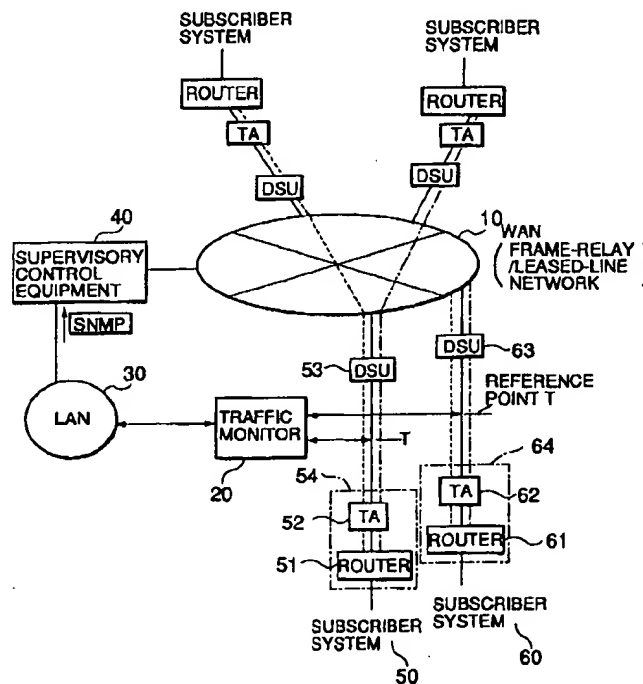 SUBSCRIBER
SYSTEM
SUBSCRIBER
SYSTEM
ROUTER
ROUTER
TA
TA
DSU
DSU
40
10
WAN
(FRAME-RELAY
/LEASED-LINE
NETWORK)
SUPERVISORY
CONTROL
EQUIPMENT
SNMP
53
DSU
63
DSU
30
REFERENCE
POINT T
LAN
TRAFFIC
MONITOR
T
20
54
64
52
TA
TA
62
51
ROUTER
ROUTER
61
SUBSCRIBER
SYSTEM
50
SUBSCRIBER
SYSTEM
60